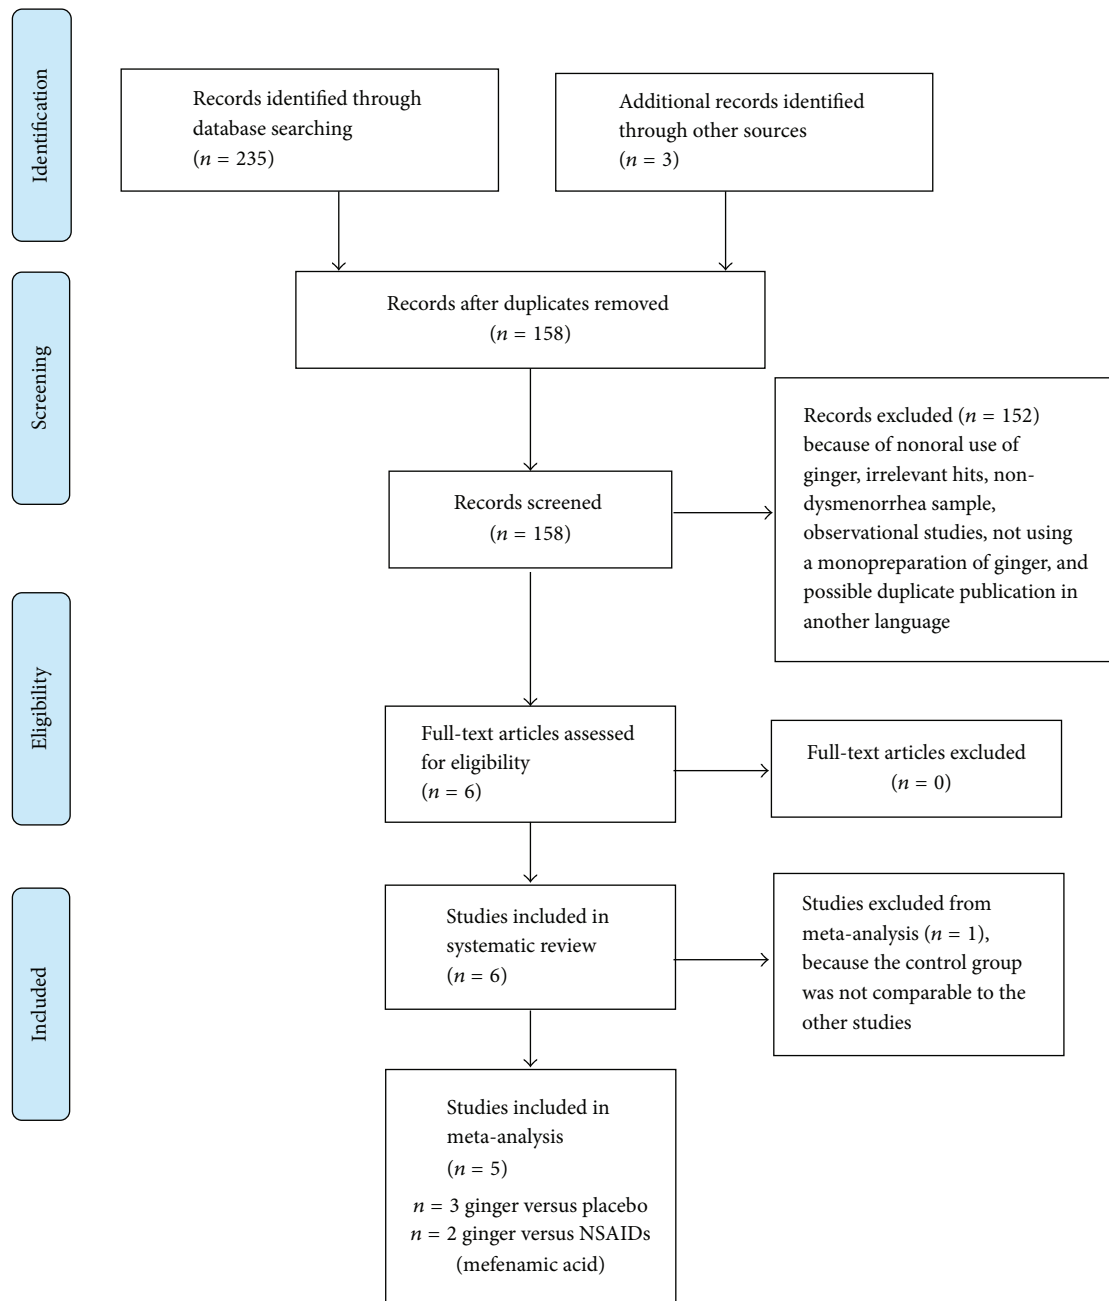 Identification
Records identified through
database searching
(n = 235)
Additional records identified
through other sources
(n = 3)
Screening
Records after duplicates removed
(n = 158)
Records screened
(n = 158)
Records excluded (n = 152)
because of nonoral use of
ginger, irrelevant hits, non-
dysmenorrhea sample,
observational studies, not using
a monopreparation of ginger, and
possible duplicate publication in
another language
Eligibility
Full-text articles assessed
for eligibility
(n = 6)
Full-text articles excluded
(n = 0)
Included
Studies included in
systematic review
(n = 6)
Studies excluded from
meta-analysis (n = 1),
because the control group
was not comparable to the
other studies
Studies included in
meta-analysis
(n = 5)
n = 3 ginger versus placebo
n = 2 ginger versus NSAIDs
(mefenamic acid)